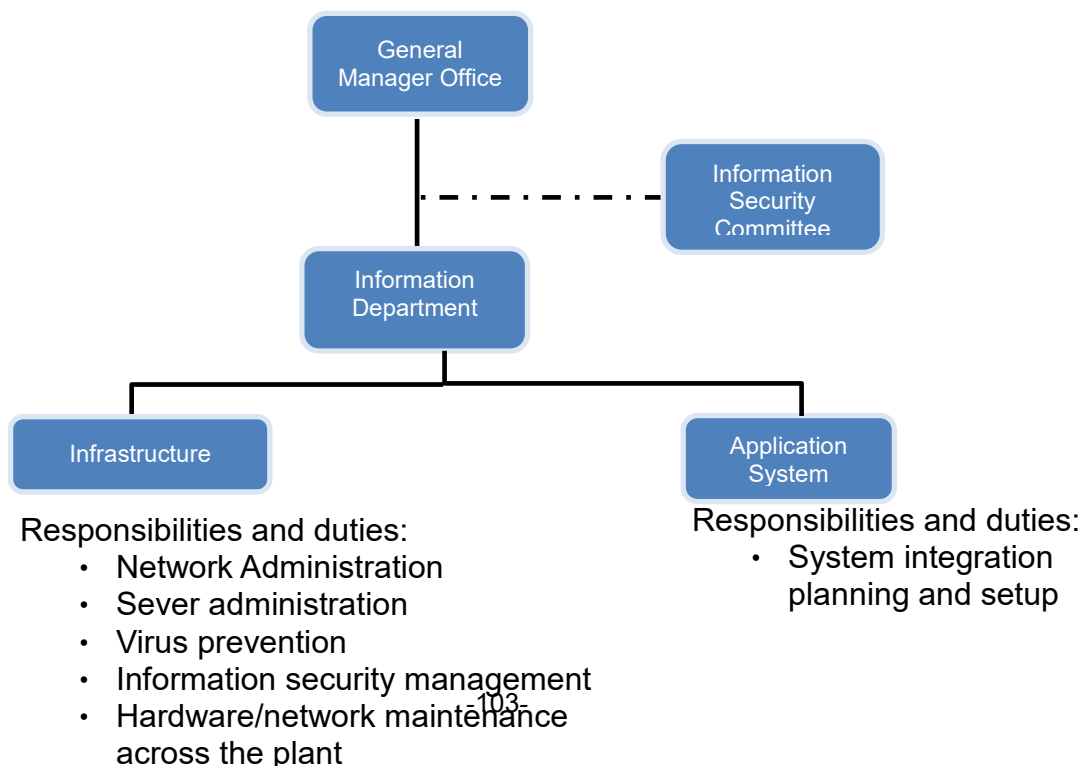 General
Manager Office
Information
Security
Committee
Information
Department
Infrastructure
Application
System
Responsibilities and duties:
• Network Administration
• Sever administration
• Virus prevention
• Information security management
• Hardware/network maintenance
across the plant
Responsibilities and duties:
• System integration
planning and setup
-103-